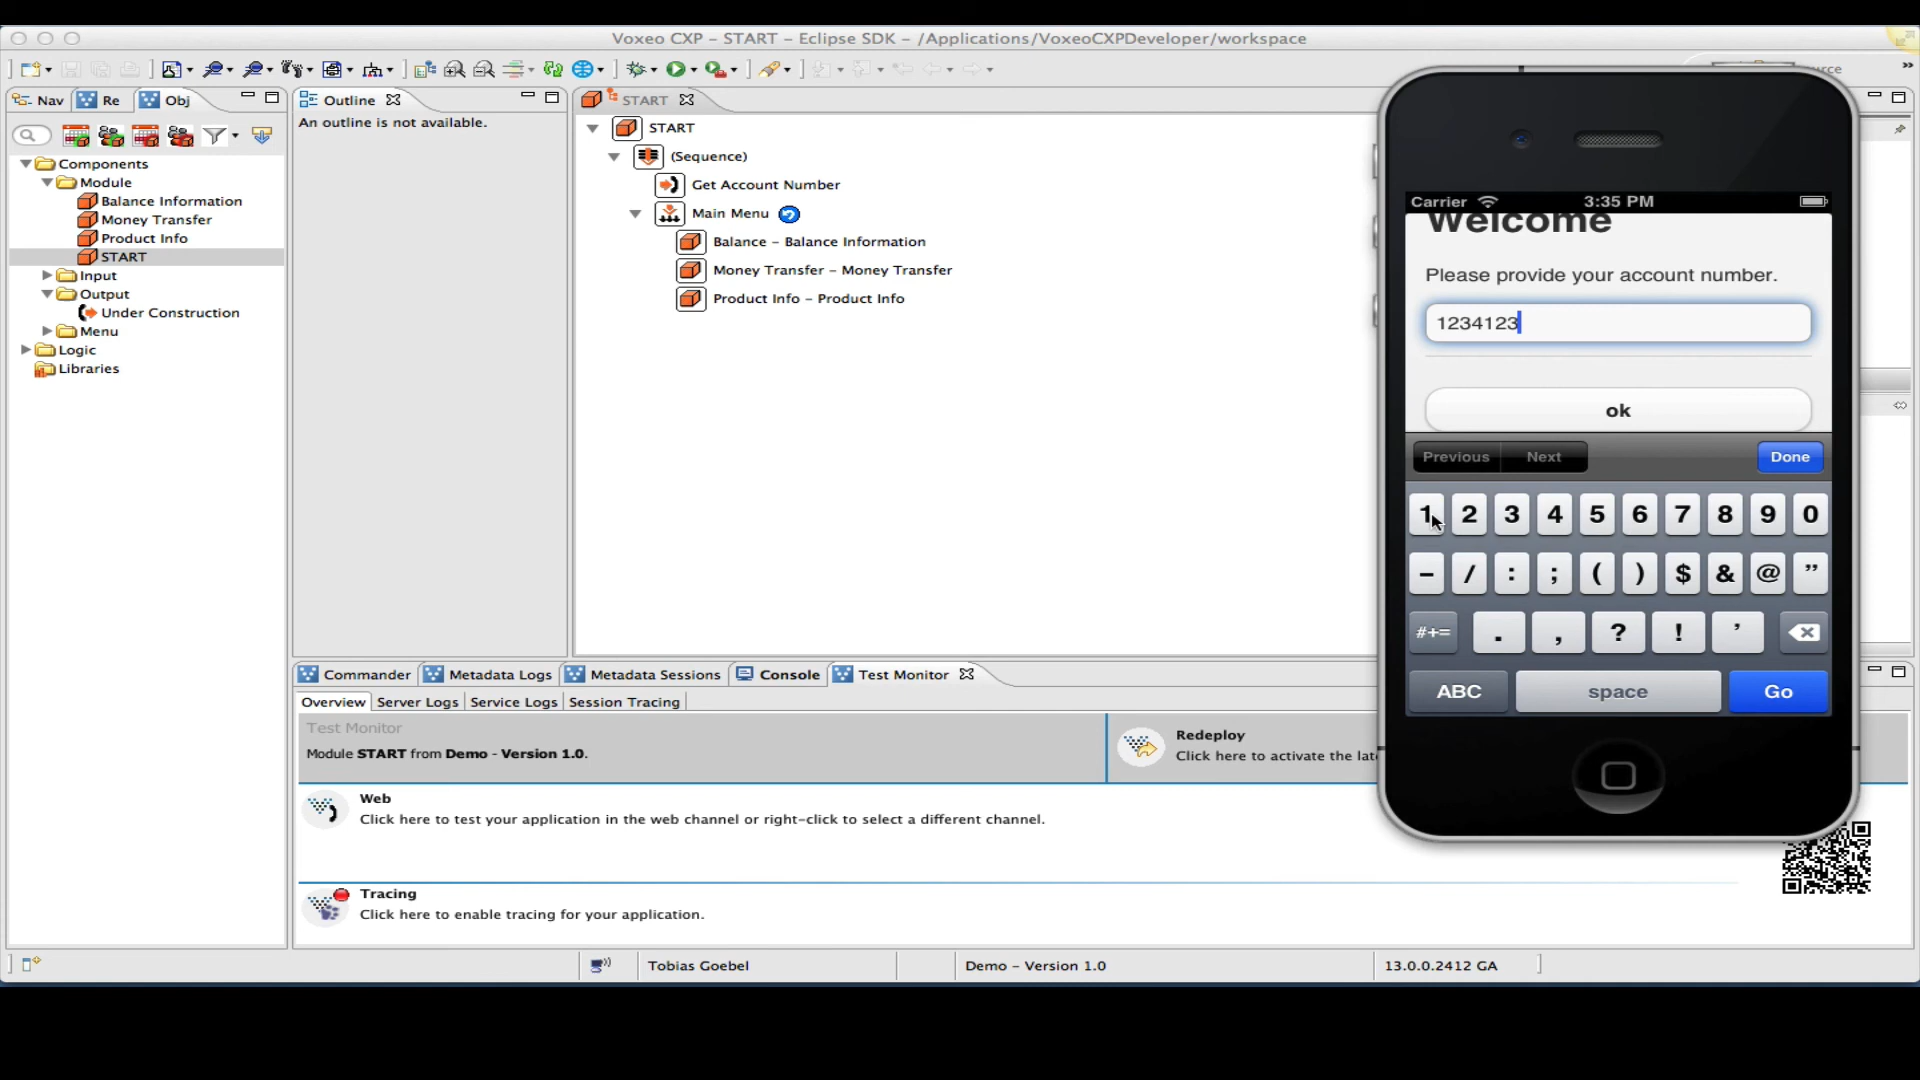 Voxeo CXP – START – Eclipse SDK – /Applications/VoxeoCXPDeveloper/workspace
Nav
Re
Obj
Components
Module
Balance Information
Money Transfer
Product Info
START
Input
Output
Under Construction
Menu
Logic
Libraries
Outline
An outline is not available.
START
START
(Sequence)
Get Account Number
Main Menu
Balance – Balance Information
Money Transfer – Money Transfer
Product Info – Product Info
Carrier 3:35 PM
Welcome
Please provide your account number.
1234123
ok
Previous Next Done
1 2 3 4 5 6 7 8 9 0
- / : ; ( ) $ & @ ”
#+= . , ? ! ’
ABC space Go
Commander
Metadata Logs
Metadata Sessions
Console
Test Monitor
Overview
Server Logs
Service Logs
Session Tracing
Test Monitor
Module START from Demo - Version 1.0.
Redeploy
Click here to activate the
Web
Click here to test your application in the web channel or right-click to select a different channel.
Tracing
Click here to enable tracing for your application.
Tobias Goebel
Demo – Version 1.0
13.0.0.2412 GA